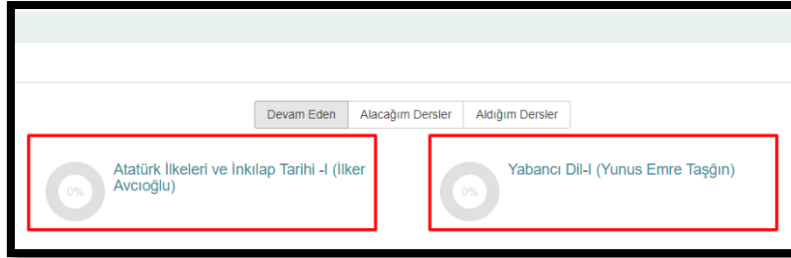 Devam Eden Alacağım Dersler Aldığım Dersler
Atatürk İlkeleri ve İnkılap Tarihi -I (İlker
Avcıoğlu)
0%
Yabancı Dil-I (Yunus Emre Taşğın)
0%